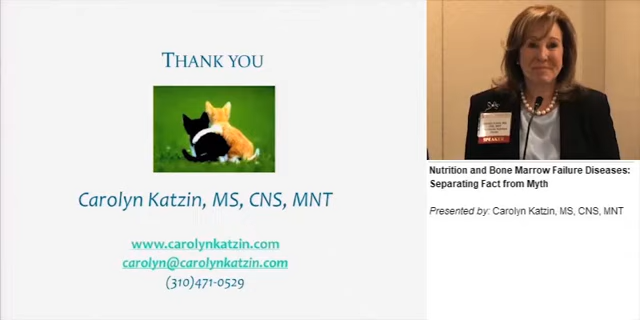 THANK YOU
Carolyn Katzin, MS, CNS, MNT
www.carolynkatzin.com
carolyn@carolynkatzin.com
(310)471-0529
SPEAKER
Nutrition and Bone Marrow Failure Diseases:
Separating Fact from Myth
Presented by: Carolyn Katzin, MS, CNS, MNT